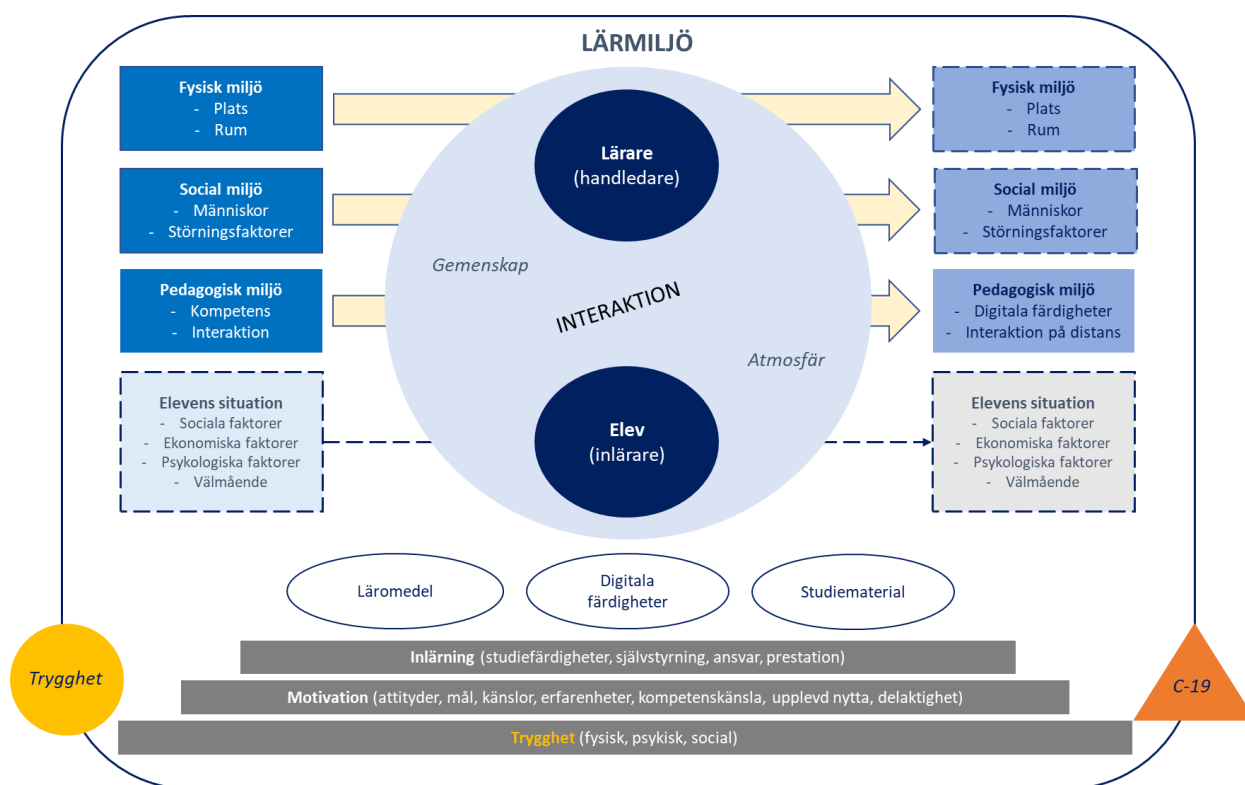 LÄRMILJÖ
Fysisk miljö
- Plats
- Rum
Social miljö
- Människor
- Störningsfaktorer
Pedagogisk miljö
- Kompetens
- Interaktion
Elevens situation
- Sociala faktorer
- Ekonomiska faktorer
- Psykologiska faktorer
- Välmående
Lärare
(handledare)
Gemenskap
INTERAKTION
Atmosfär
Elev
(inlärare)
Fysisk miljö
- Plats
- Rum
Social miljö
- Människor
- Störningsfaktorer
Pedagogisk miljö
- Digitala färdigheter
- Interaktion på distans
Elevens situation
- Sociala faktorer
- Ekonomiska faktorer
- Psykologiska faktorer
- Välmående
Läromedel
Digitala
färdigheter
Studiematerial
Trygghet
Inlärning (studiefärdigheter, självstyrning, ansvar, prestation)
Motivation (attityder, mål, känslor, erfarenheter, kompetenskänsla, upplevd nytta, delaktighet)
Trygghet (fysisk, psykisk, social)
C-19